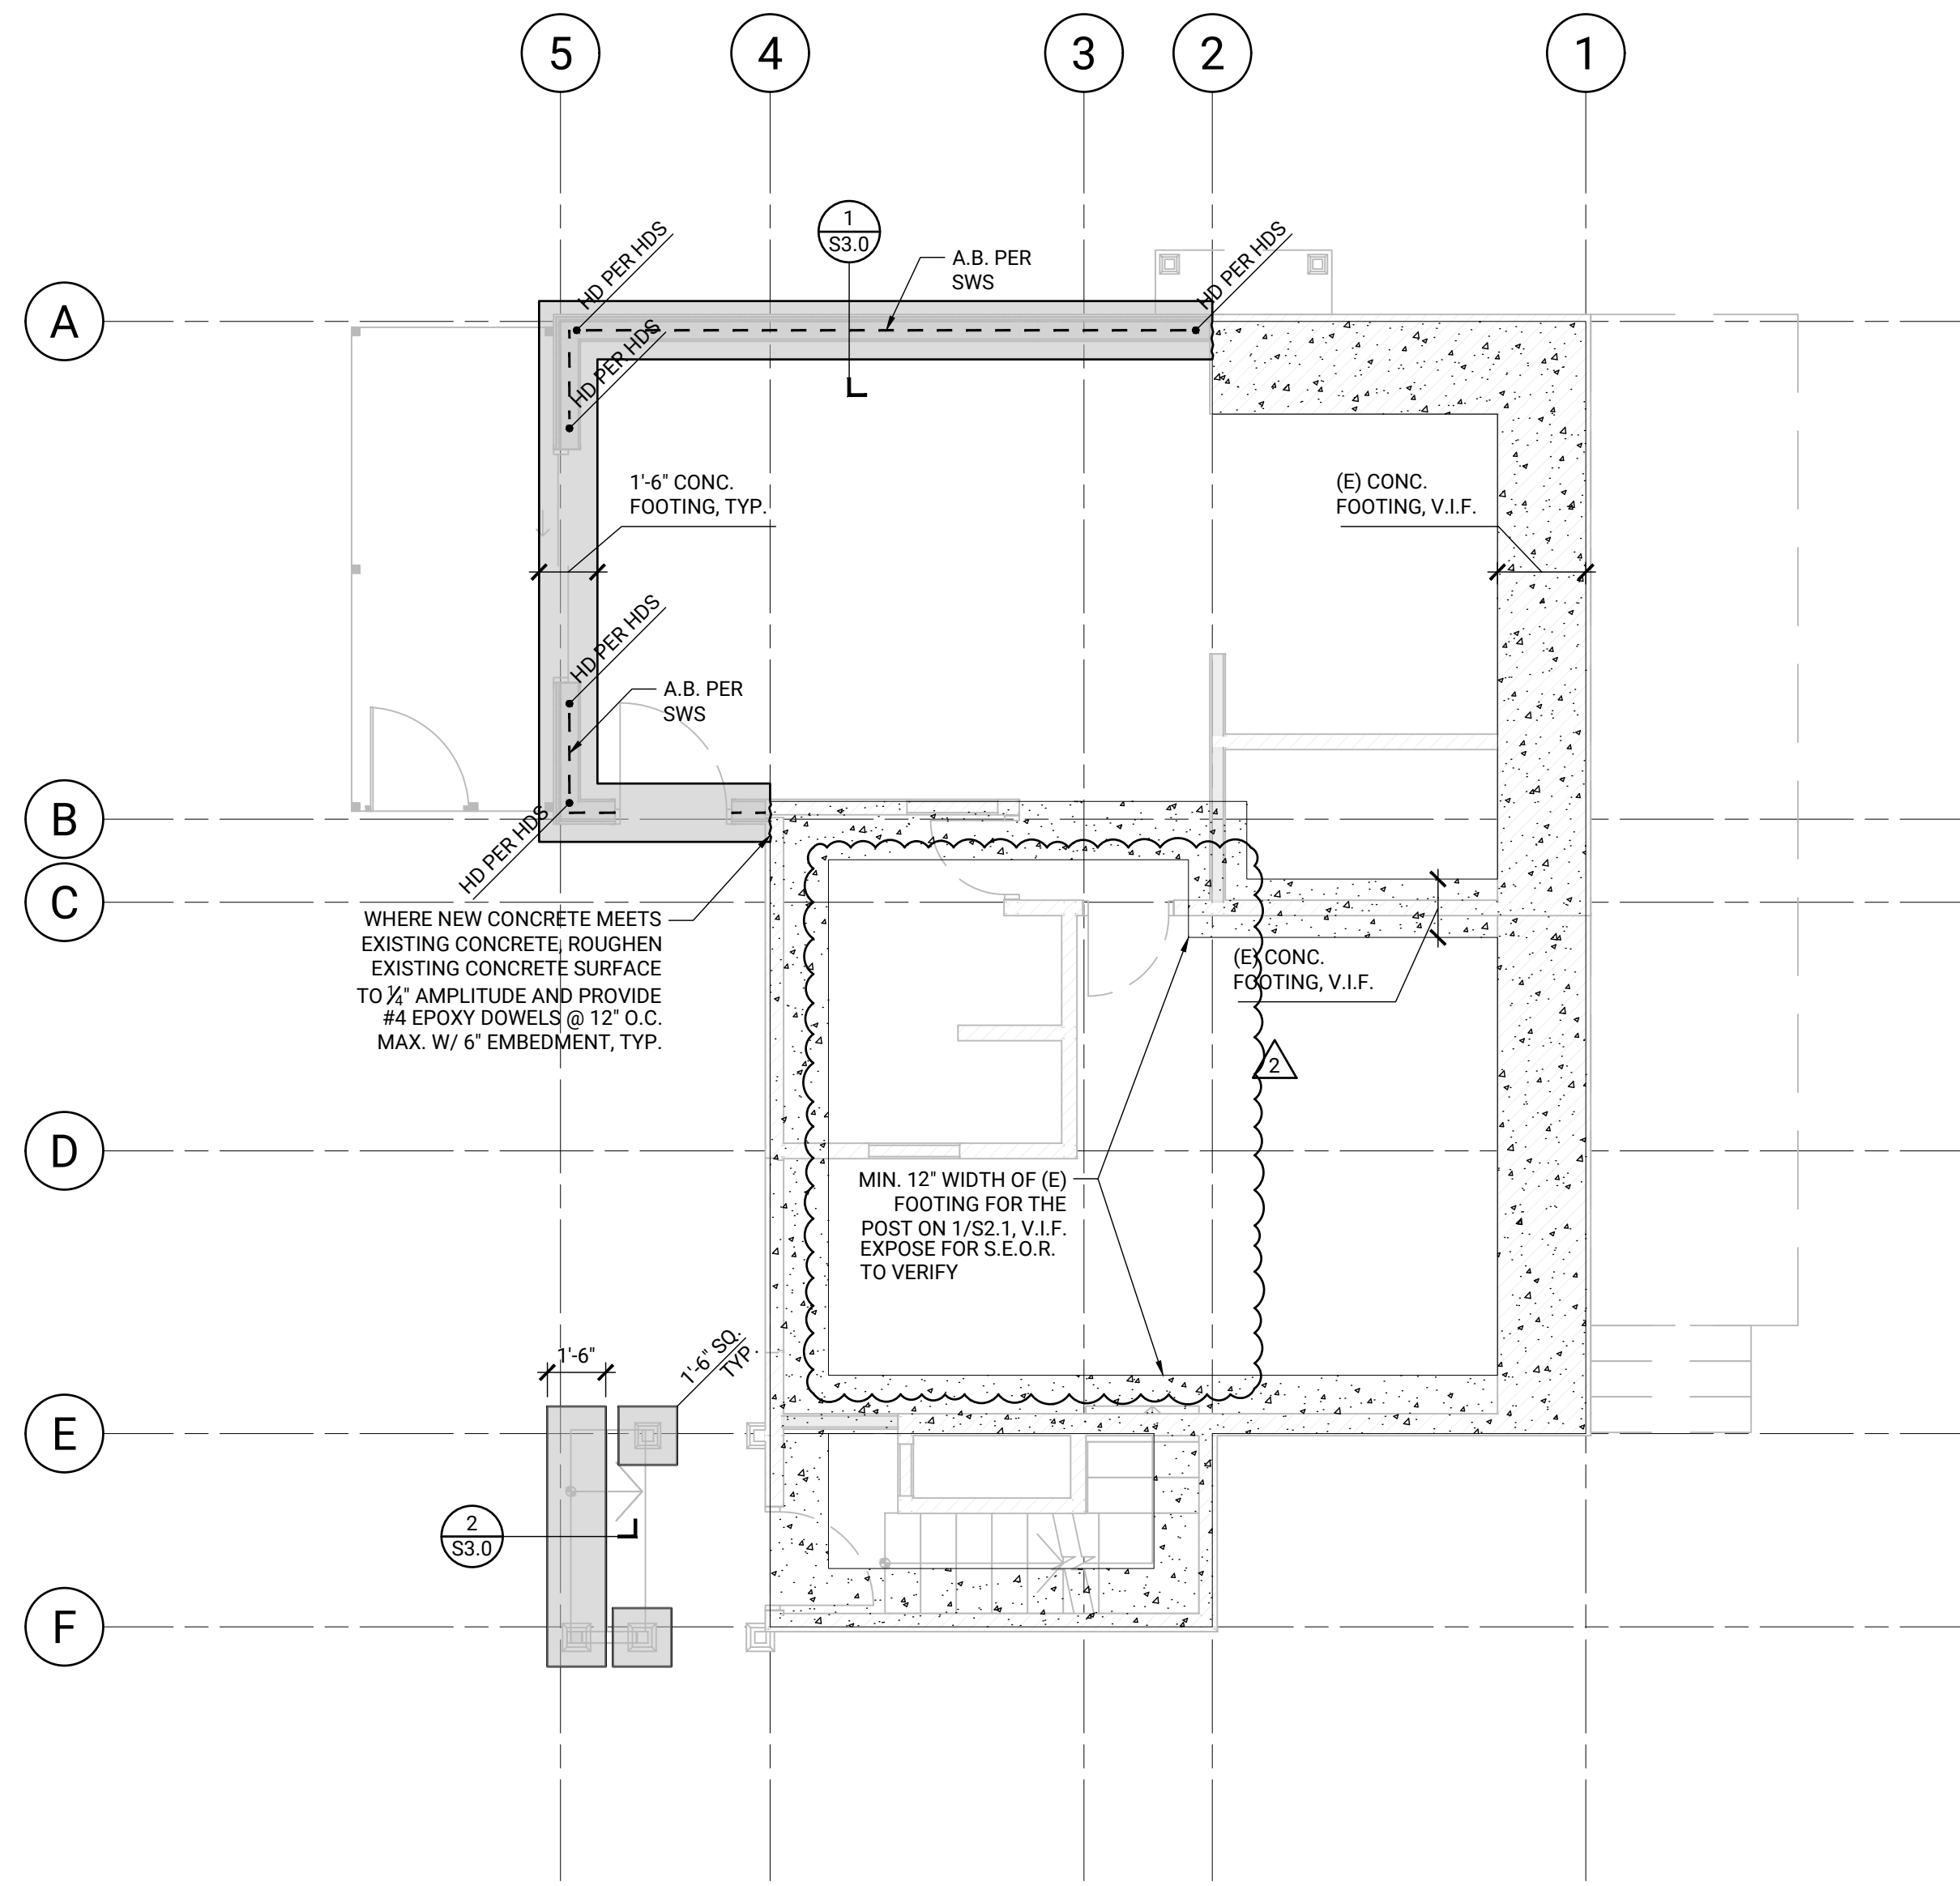 5
4
3
2
1
A
B
C
D
E
F
1
S3.0
A.B. PER
SWS
HD PER HDS
HD PER HDS
HD PER HDS
1'-6" CONC.
FOOTING, TYP.
(E) CONC.
FOOTING, V.I.F.
HD PER HDS
A.B. PER
SWS
HD PER HDS
WHERE NEW CONCRETE MEETS
EXISTING CONCRETE, ROUGHEN
EXISTING CONCRETE SURFACE
TO 1/4" AMPLITUDE AND PROVIDE
#4 EPOXY DOWELS @ 12" O.C.
MAX. W/ 6" EMBEDMENT, TYP.
(E) CONC.
FOOTING, V.I.F.
2
MIN. 12" WIDTH OF (E)
FOOTING FOR THE
POST ON 1/S2.1, V.I.F.
EXPOSE FOR S.E.O.R.
TO VERIFY
1'-6"
1'-6" SQ.
TYP.
2
S3.0